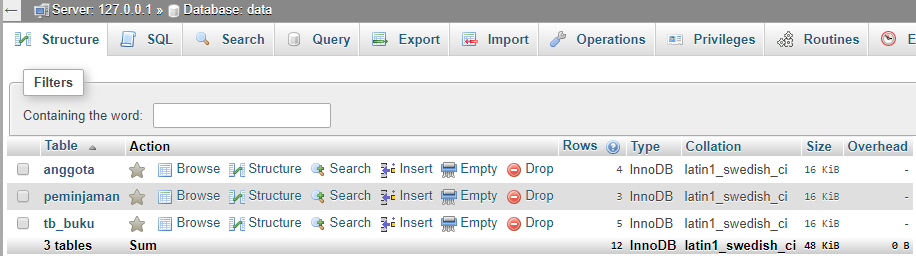 Server: 127.0.0.1 » Database: data
Structure SQL Search Query Export Import Operations Privileges Routines E
Filters
Containing the word:
Table Action Rows Type Collation Size Overhead
anggota Browse Structure Search Insert Empty Drop 4 InnoDB latin1_swedish_ci 16 KiB -
peminjaman Browse Structure Search Insert Empty Drop 3 InnoDB latin1_swedish_ci 16 KiB -
tb_buku Browse Structure Search Insert Empty Drop 5 InnoDB latin1_swedish_ci 16 KiB -
3 tables Sum 12 InnoDB latin1_swedish_ci 48 KiB 0 B